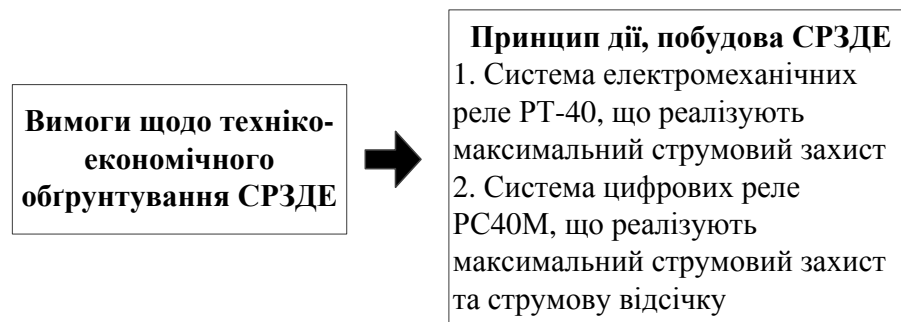 Вимоги щодо техніко-
економічного
обґрунтування СРЗДЕ
Принцип дії, побудова СРЗДЕ
1. Система електромеханічних
реле РТ-40, що реалізують
максимальний струмовий захист
2. Система цифрових реле
РС40М, що реалізують
максимальний струмовий захист
та струмову відсічку